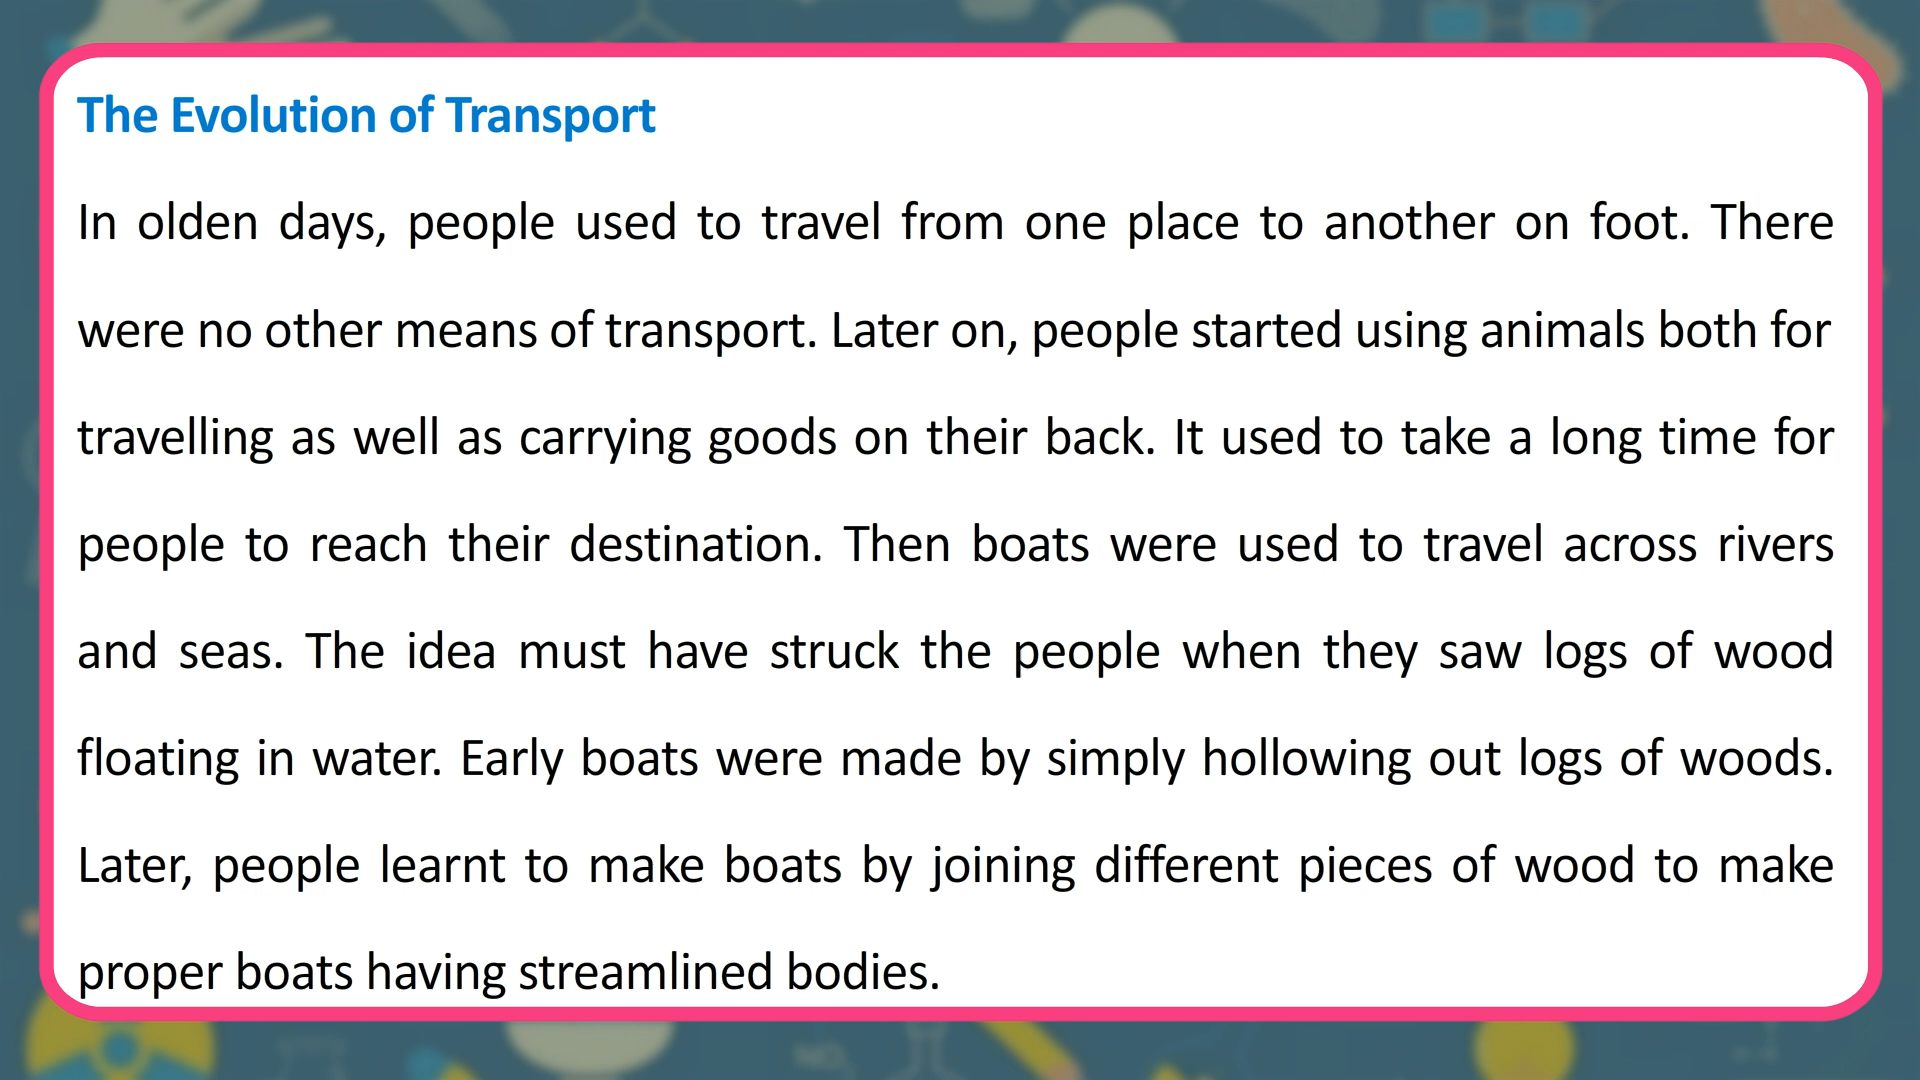 The Evolution of Transport
In olden days, people used to travel from one place to another on foot. There
were no other means of transport. Later on, people started using animals both for
travelling as well as carrying goods on their back. It used to take a long time for
people to reach their destination. Then boats were used to travel across rivers
and seas. The idea must have struck the people when they saw logs of wood
floating in water. Early boats were made by simply hollowing out logs of woods.
Later, people learnt to make boats by joining different pieces of wood to make
proper boats having streamlined bodies.